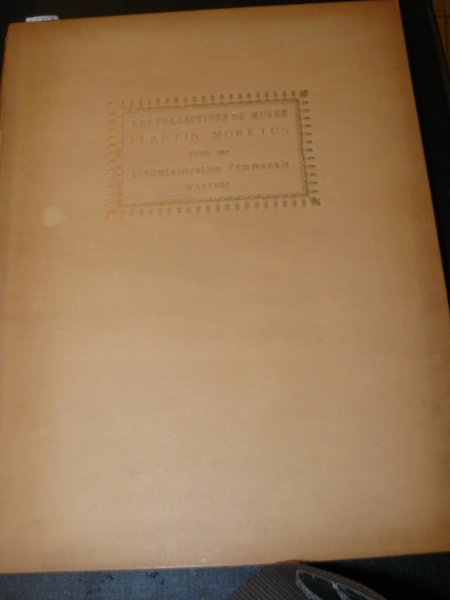 LES COLLECTIONS DU MUSÉE
PLANTIN-MORETUS
L'Administration Communale
D'ANVERS